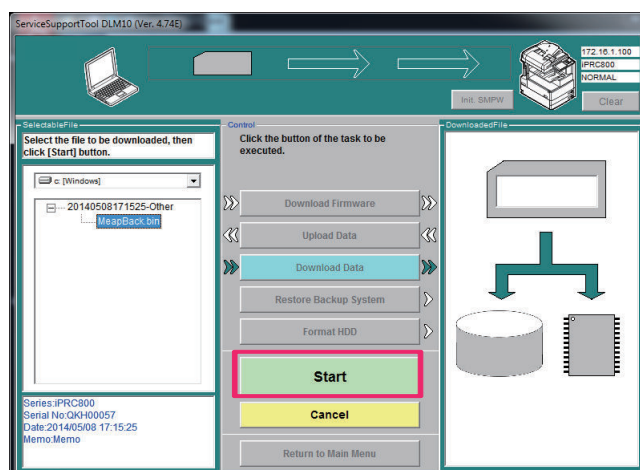 ServiceSupportTool DLM10 (Ver. 4.74E)
172.16.1.100
iPRC800
NORMAL
Init. SMPW
Clear
SelectableFile
Select the file to be downloaded, then
click [Start] button.
c: [Windows]
20140508171525-Other
MeapBack.bin
Series:iPRC800
Serial No:QKH00057
Date:2014/05/08 17:15:25
Memo:Memo
Control
Click the button of the task to be
executed.
Download Firmware
Upload Data
Download Data
Restore Backup System
Format HDD
Start
Cancel
Return to Main Menu
DownloadedFile